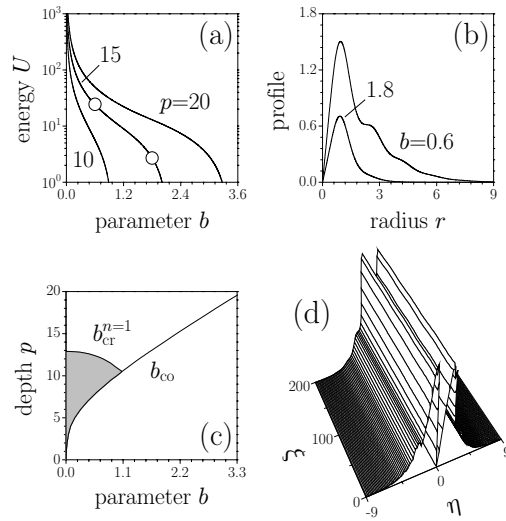 (a)
energy U
10³
10²
10¹
10⁰
15
p=20
10
0.0 1.2 2.4 3.6
parameter b
(b)
profile
1.8
1.2
0.6
0.0
1.8
b=0.6
0 3 6 9
radius r
(c)
depth p
20
15
10
5
0
b_cr^{n=1}
b_co
0.0 1.1 2.2 3.3
parameter b
(d)
200
100
0
ξ
-9 0 9
η